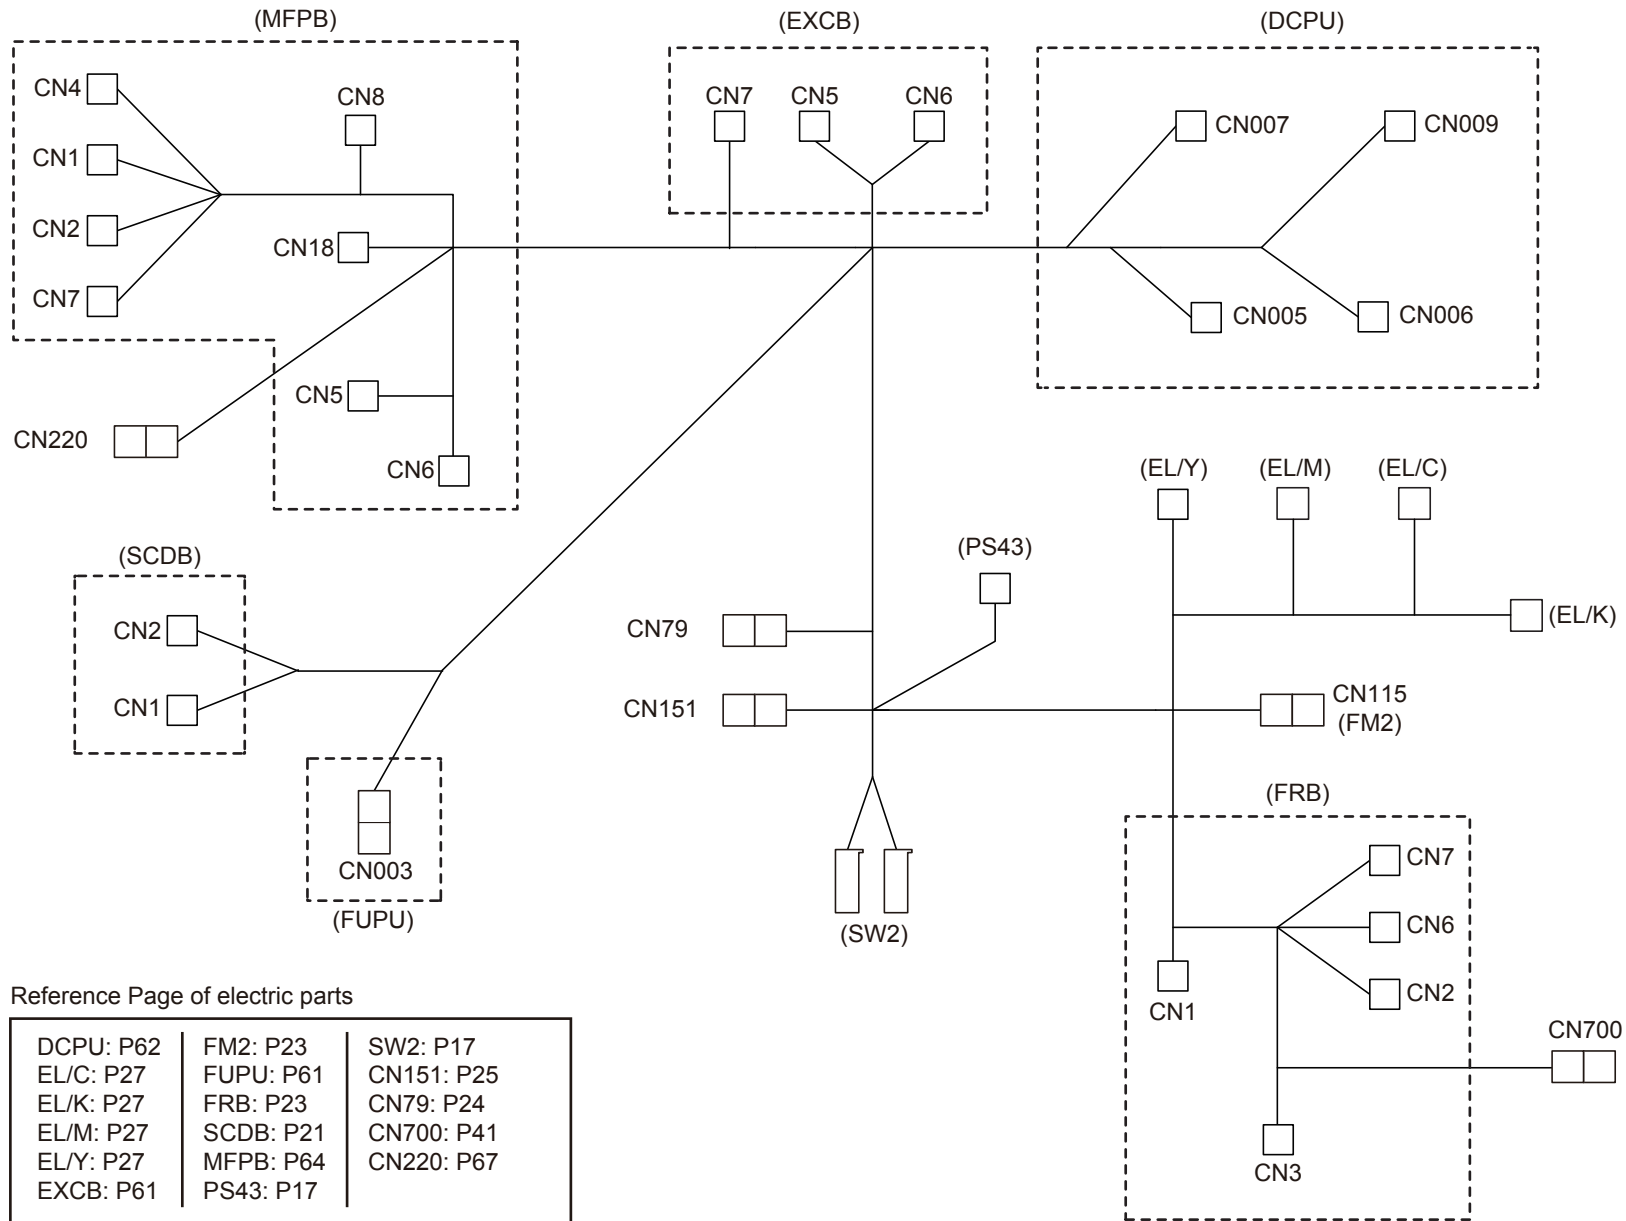 (MFPB)
(EXCB)
(DCPU)
CN4
CN8
CN7
CN5
CN6
CN007
CN009
CN1
CN2
CN18
CN7
CN005
CN006
CN5
CN220
CN6
(EL/Y)
(EL/M)
(EL/C)
(SCDB)
(PS43)
CN2
CN79
(EL/K)
CN1
CN151
CN115
(FM2)
(FRB)
CN003
CN7
(FUPU)
(SW2)
CN6
CN2
CN1
CN700
CN3
Reference Page of electric parts
DCPU: P62
EL/C: P27
EL/K: P27
EL/M: P27
EL/Y: P27
EXCB: P61
FM2: P23
FUPU: P61
FRB: P23
SCDB: P21
MFPB: P64
PS43: P17
SW2: P17
CN151: P25
CN79: P24
CN700: P41
CN220: P67